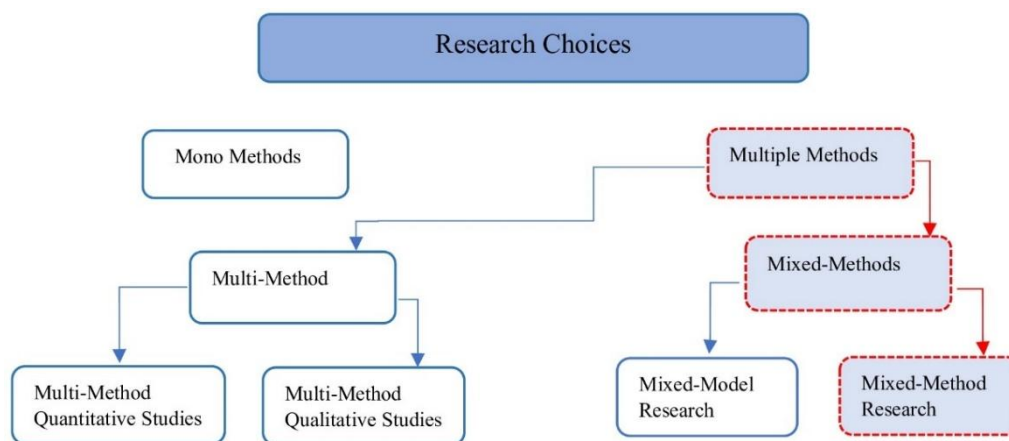 Research Choices
Mono Methods
Multiple Methods
Multi-Method
Mixed-Methods
Multi-Method
Quantitative Studies
Multi-Method
Qualitative Studies
Mixed-Model
Research
Mixed-Method
Research